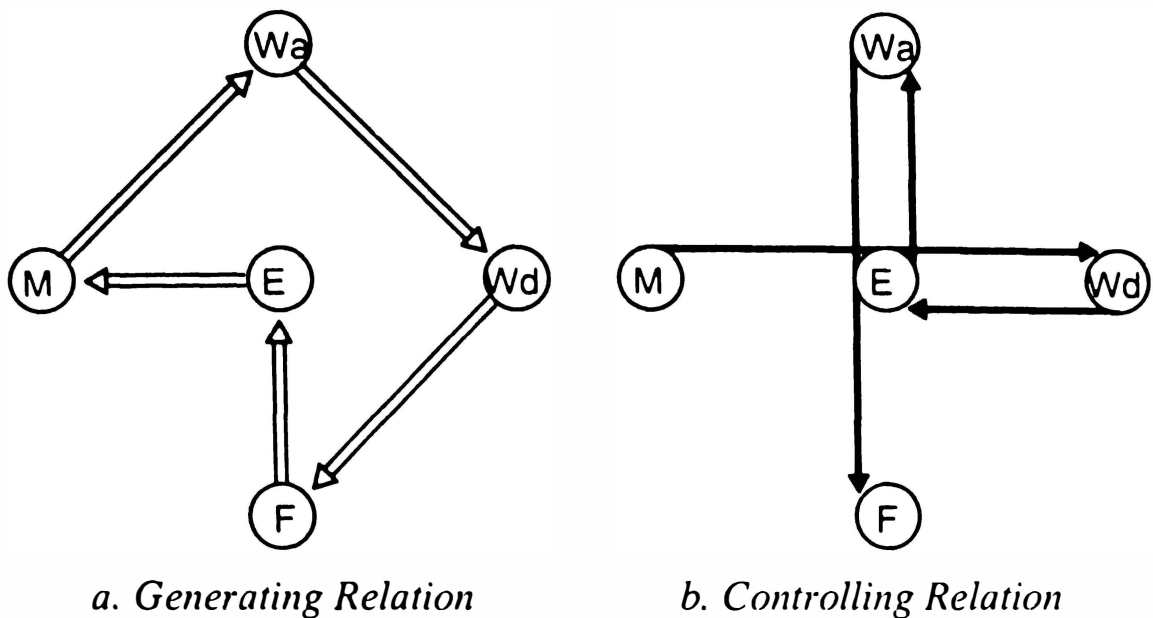 Wa
Wa
M
E
Wd
M
E
Wd
F
F
a. Generating Relation
b. Controlling Relation